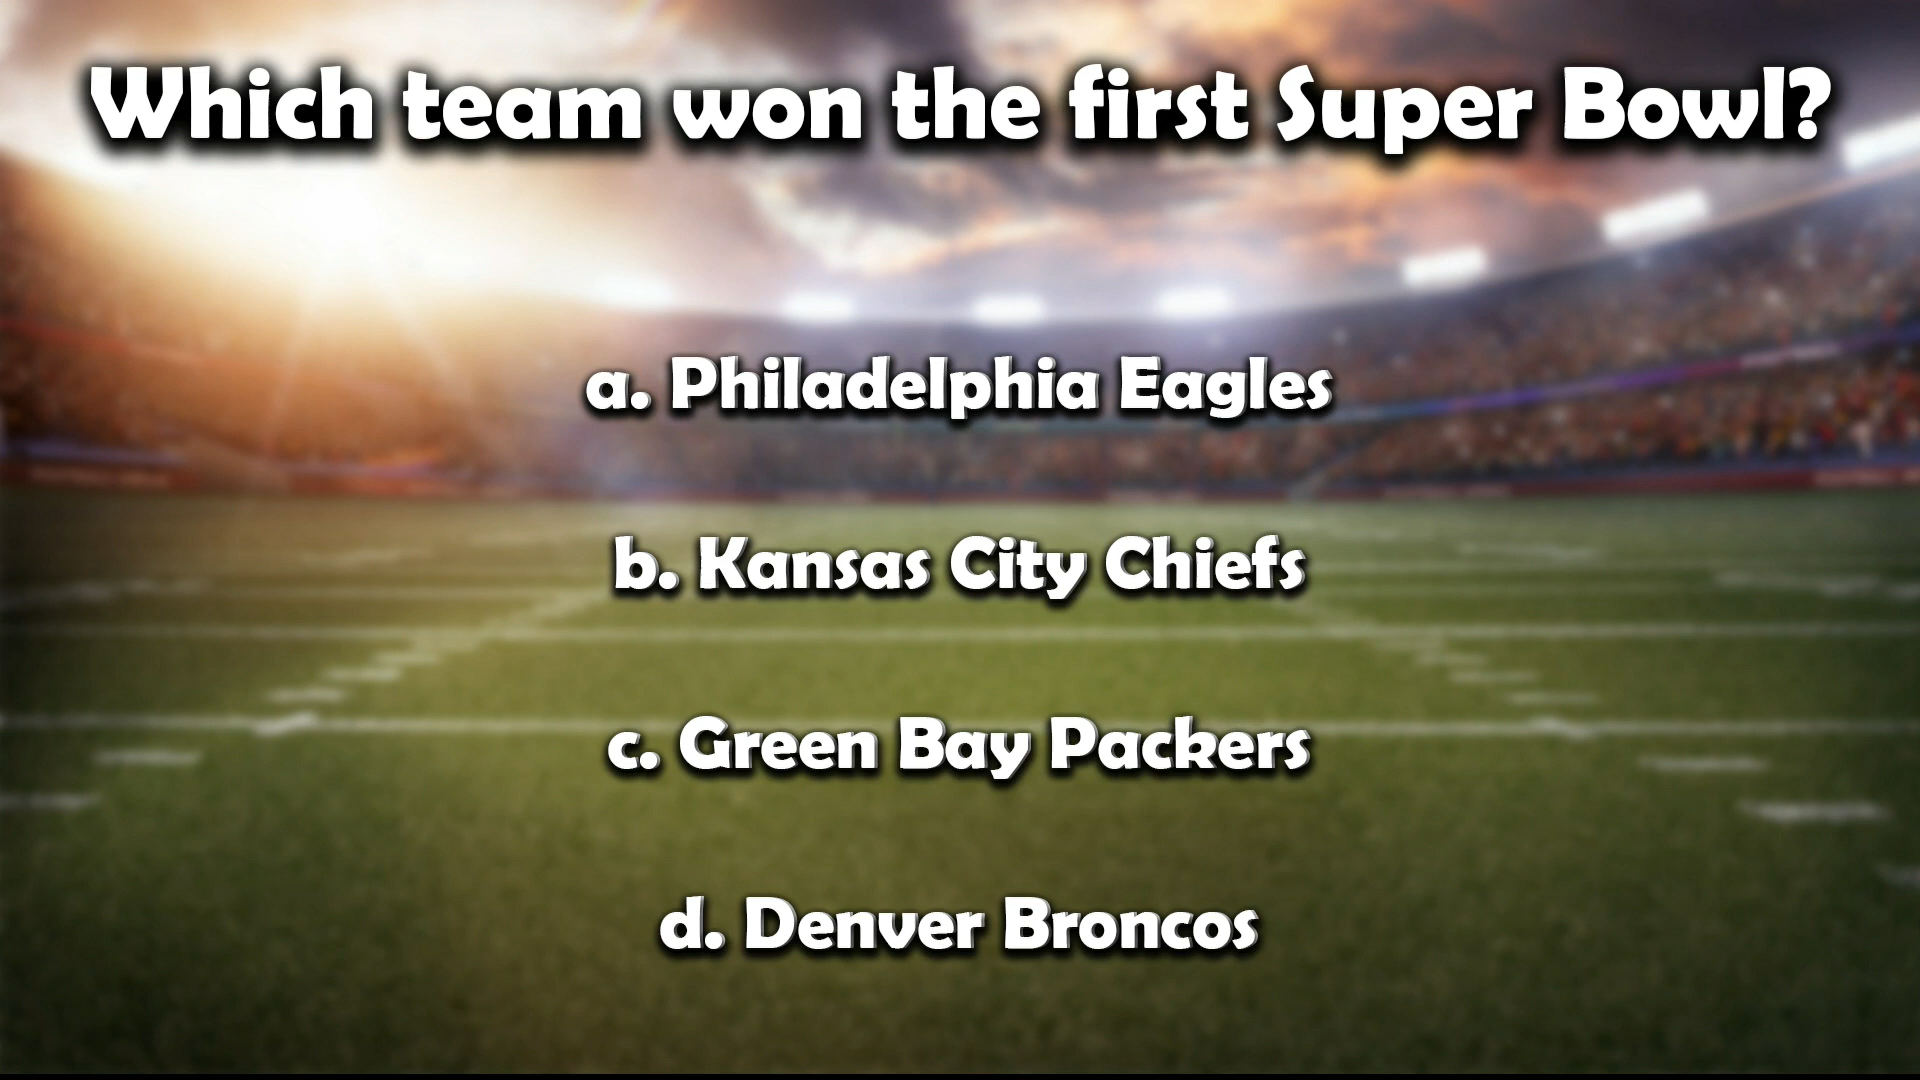 Which team won the first Super Bowl?
a. Philadelphia Eagles
b. Kansas City Chiefs
c. Green Bay Packers
d. Denver Broncos